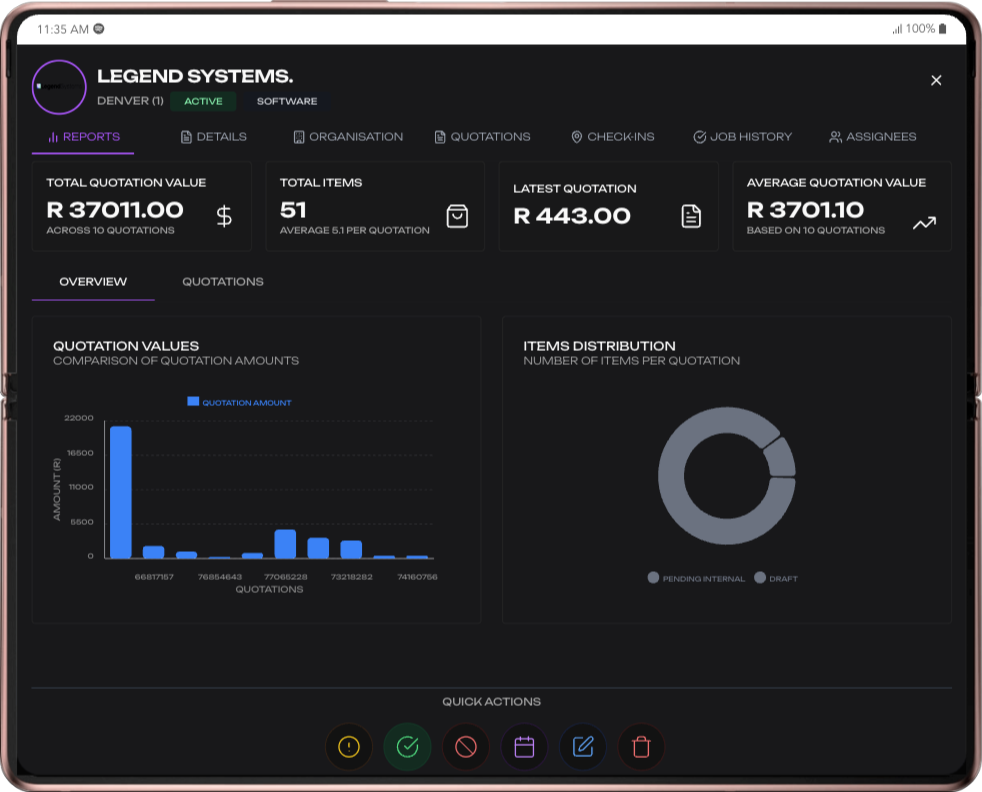 11:35 AM
100%
LEGEND SYSTEMS.
DENVER (1) ACTIVE SOFTWARE
REPORTS DETAILS ORGANISATION QUOTATIONS CHECK-INS JOB HISTORY ASSIGNEES
TOTAL QUOTATION VALUE
R 37011.00
ACROSS 10 QUOTATIONS
TOTAL ITEMS
51
AVERAGE 5.1 PER QUOTATION
LATEST QUOTATION
R 443.00
AVERAGE QUOTATION VALUE
R 3701.10
BASED ON 10 QUOTATIONS
OVERVIEW QUOTATIONS
QUOTATION VALUES
COMPARISON OF QUOTATION AMOUNTS
QUOTATION AMOUNT
22000
16500
11000
5500
0
AMOUNT (R)
66817157 76854643 77065228 73218282 74160756
QUOTATIONS
ITEMS DISTRIBUTION
NUMBER OF ITEMS PER QUOTATION
PENDING INTERNAL DRAFT
QUICK ACTIONS